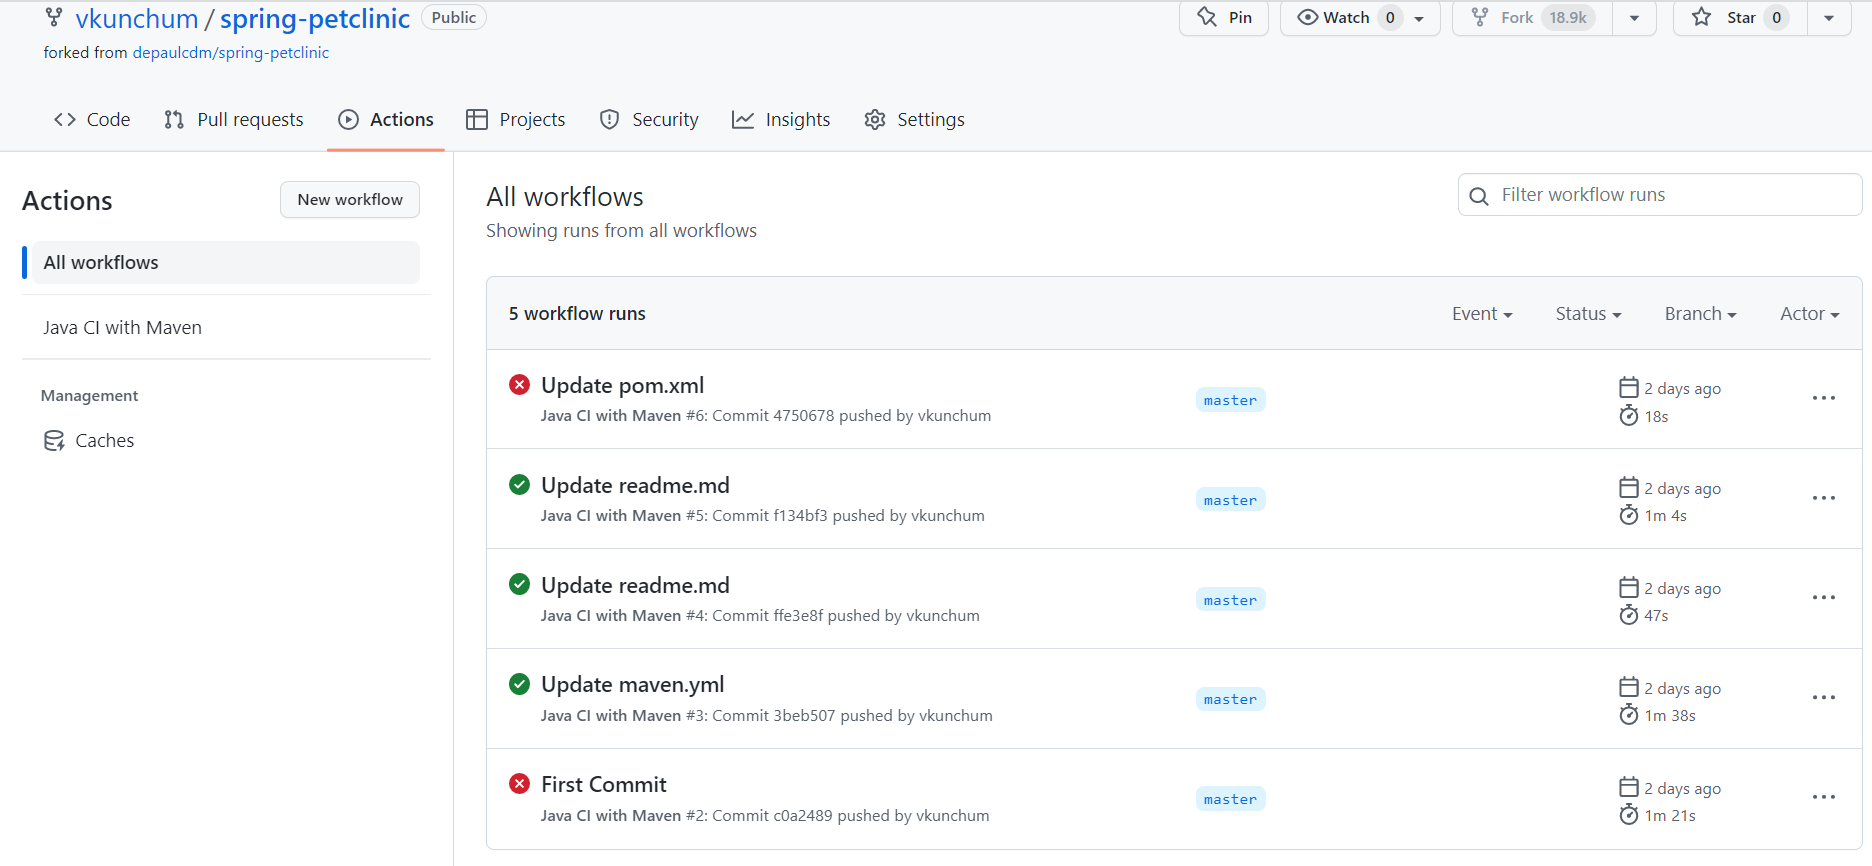 vkunchum / spring-petclinic Public
Pin
Watch 0
Fork 18.9k
Star 0
forked from depaulcdm/spring-petclinic
Code
Pull requests
Actions
Projects
Security
Insights
Settings
Actions
New workflow
All workflows
Java CI with Maven
Management
Caches
All workflows
Showing runs from all workflows
Filter workflow runs
5 workflow runs
Event
Status
Branch
Actor
Update pom.xml
Java CI with Maven #6: Commit 4750678 pushed by vkunchum
master
2 days ago
18s
Update readme.md
Java CI with Maven #5: Commit f134bf3 pushed by vkunchum
master
2 days ago
1m 4s
Update readme.md
Java CI with Maven #4: Commit ffe3e8f pushed by vkunchum
master
2 days ago
47s
Update maven.yml
Java CI with Maven #3: Commit 3beb507 pushed by vkunchum
master
2 days ago
1m 38s
First Commit
Java CI with Maven #2: Commit c0a2489 pushed by vkunchum
master
2 days ago
1m 21s